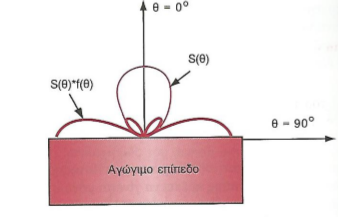 θ = 0°
S(θ)
S(θ)*f(θ)
θ = 90°
Αγώγιμο επίπεδο